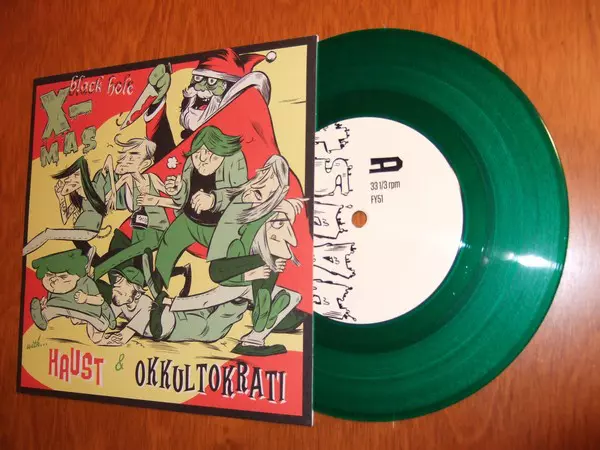 black hole
X-
MAS
with...
HAUST & OKKULTOKRATI
A
33 1/3 rpm
FY51